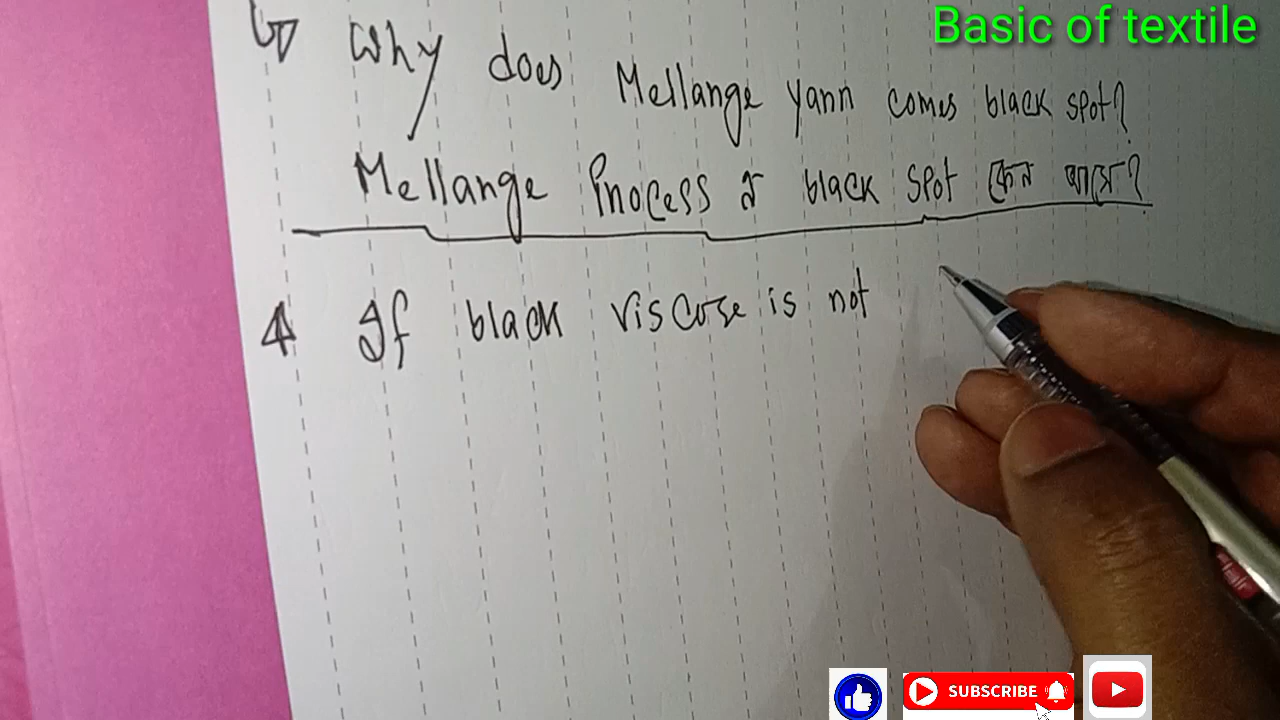 Basic of textile
Why does Mellange yarn comes black spot?
Mellange Process এ black spot কেন আসে?
If black viscose is not
SUBSCRIBE